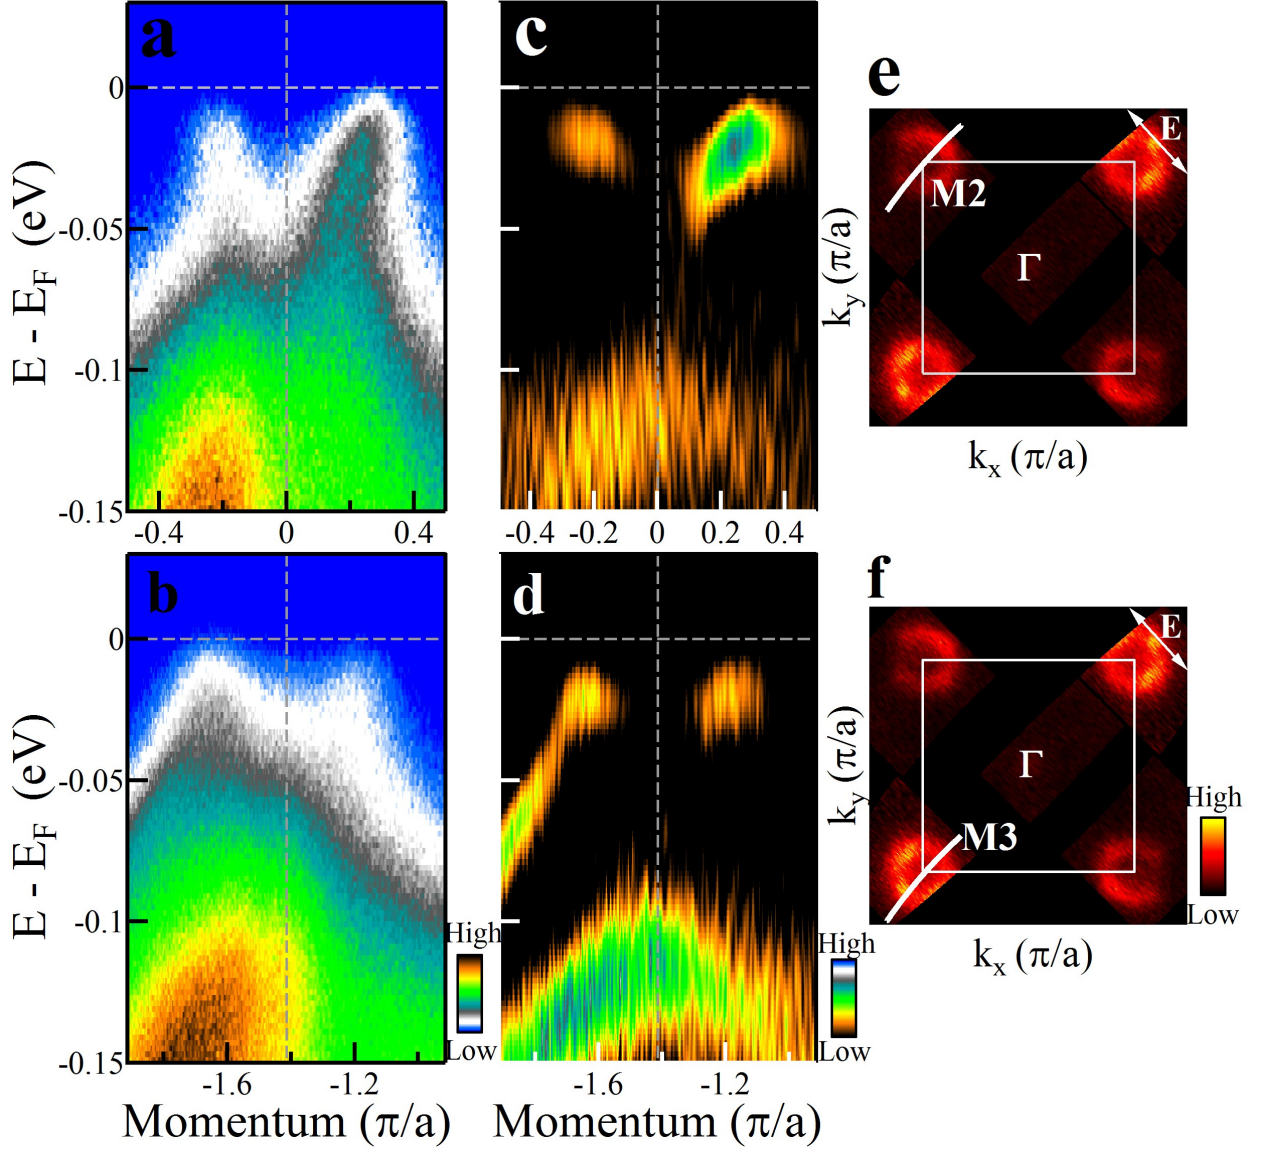 a
c
e
0
-0.05
-0.1
-0.15
E - E_F (eV)
-0.4
0
0.4
-0.4
-0.2
0
0.2
0.4
E
M2
Γ
k_y (π/a)
k_x (π/a)
b
d
f
0
-0.05
-0.1
-0.15
E - E_F (eV)
High
Low
-1.6
-1.2
Momentum (π/a)
High
Low
-1.6
-1.2
Momentum (π/a)
E
Γ
M3
k_y (π/a)
k_x (π/a)
High
Low